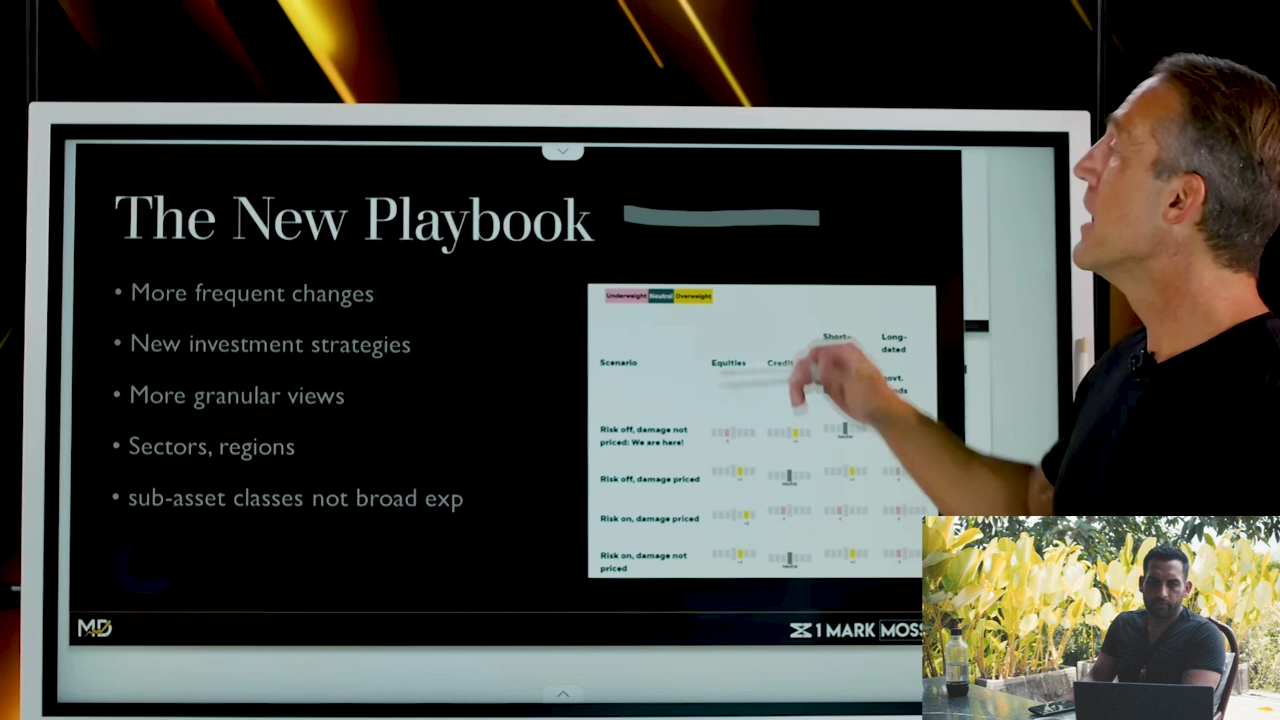 The New Playbook
• More frequent changes
• New investment strategies
• More granular views
• Sectors, regions
• sub-asset classes not broad exp
Underweight Neutral Overweight
Short-
Long-
dated
Scenario
Equities
Risk off, damage not
priced: We are here!
Risk off, damage priced
Risk on, damage priced
Risk on, damage not
priced
MD
1 MARK MOSS